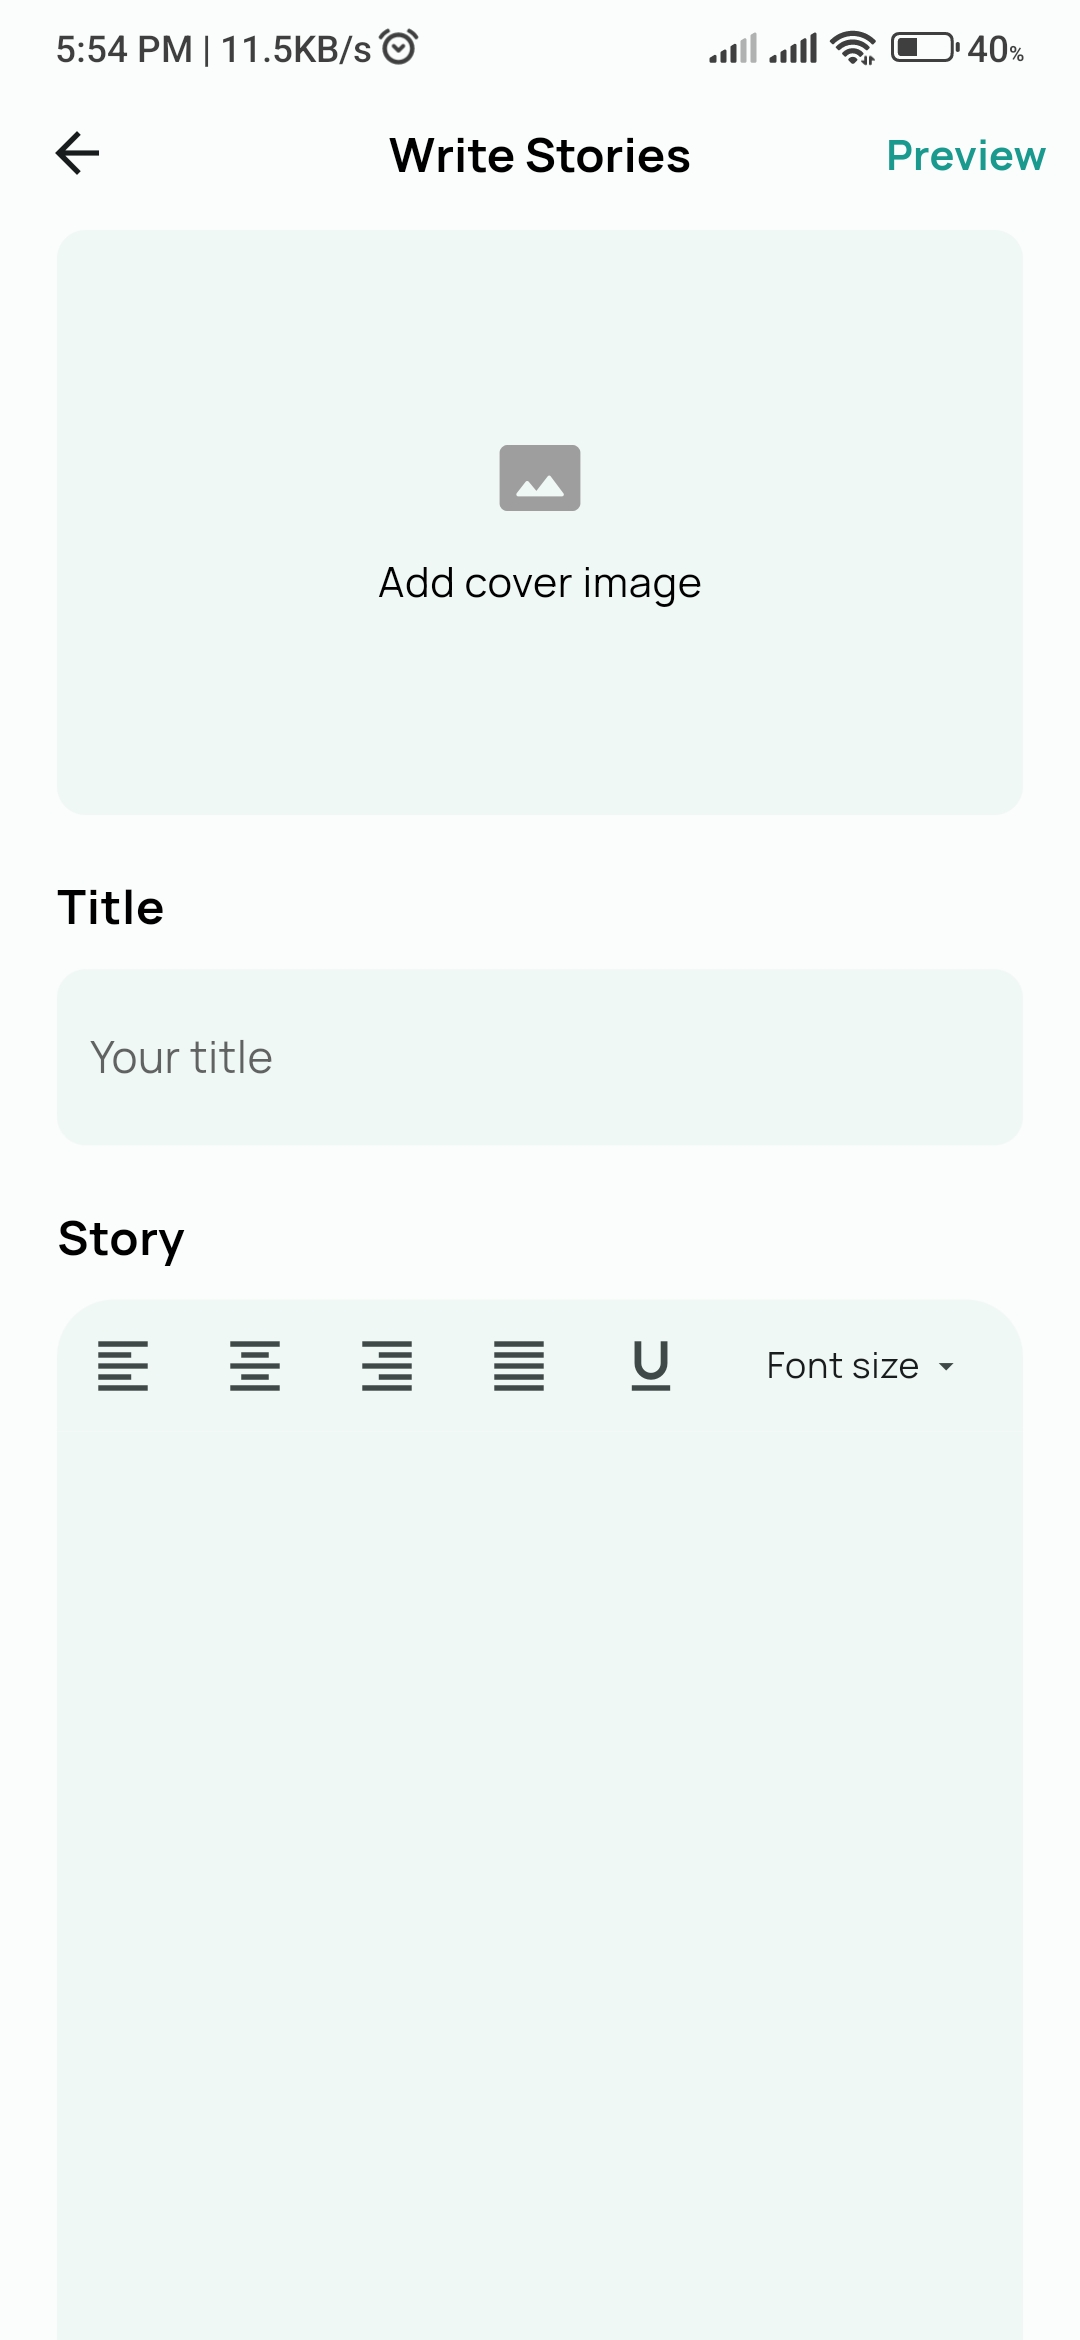 5:54 PM | 11.5KB/s 40%
Write Stories Preview
Add cover image
Title
Your title
Story
Font size